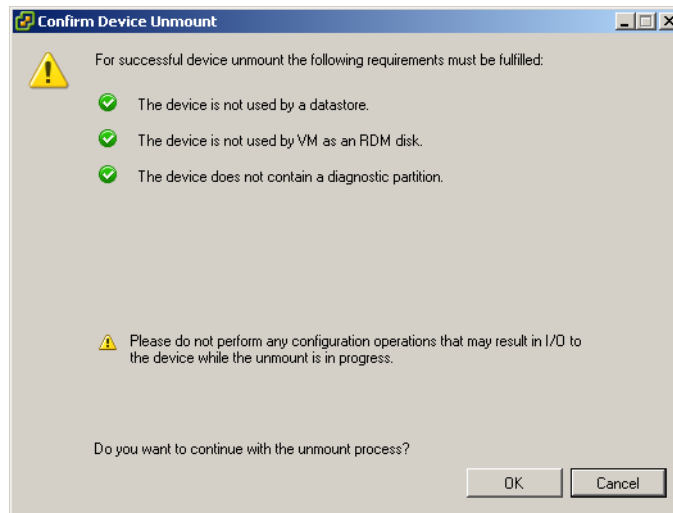 Confirm Device Unmount
For successful device unmount the following requirements must be fulfilled:
The device is not used by a datastore.
The device is not used by VM as an RDM disk.
The device does not contain a diagnostic partition.
Please do not perform any configuration operations that may result in I/O to
the device while the unmount is in progress.
Do you want to continue with the unmount process?
OK
Cancel